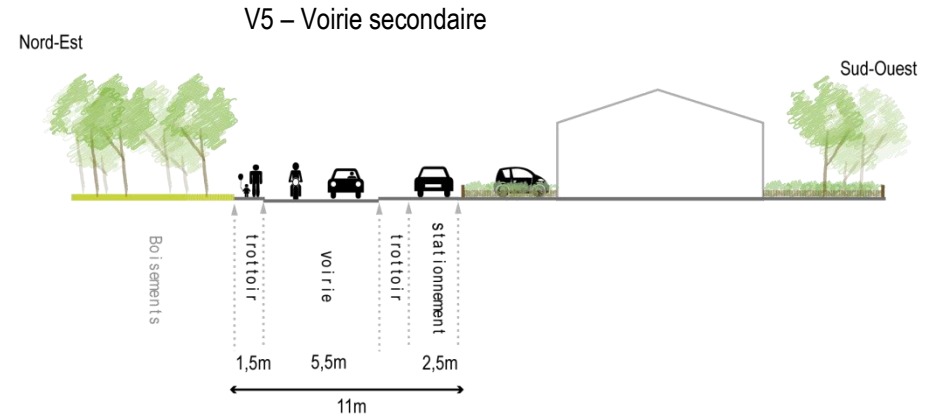 V5 – Voirie secondaire
Nord-Est
Sud-Ouest
Boisements
trottoir
voirie
trottoir
stationnement
1,5m
5,5m
2,5m
11m